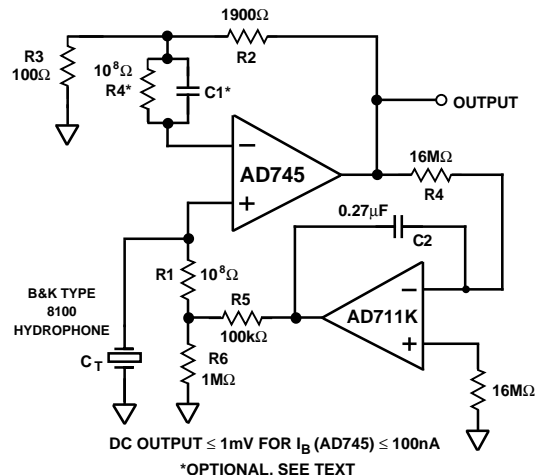 1900Ω
R2
R3
100Ω
10⁸Ω
R4*
C1*
OUTPUT
AD745
−
+
16MΩ
R4
0.27µF
C2
R1
10⁸Ω
B&K TYPE
8100
HYDROPHONE
R5
100kΩ
−
AD711K
+
C_T
R6
1MΩ
16MΩ
DC OUTPUT ≤ 1mV FOR I_B (AD745) ≤ 100nA
*OPTIONAL, SEE TEXT